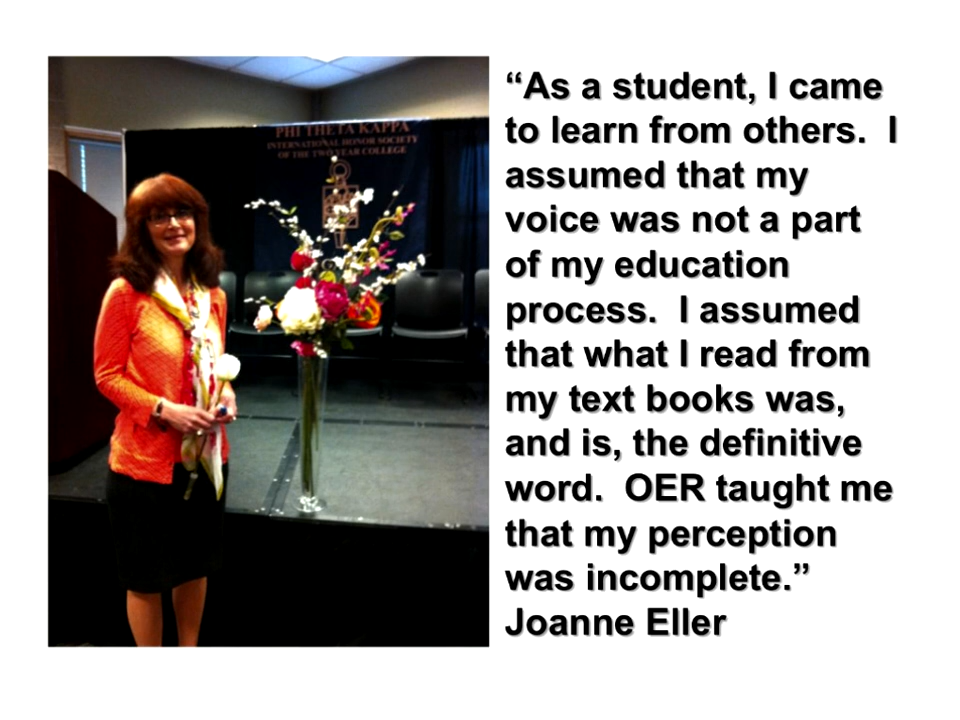 PHI THETA KAPPA
INTERNATIONAL HONOR SOCIETY
OF THE TWO YEAR COLLEGE
“As a student, I came
to learn from others.  I
assumed that my
voice was not a part
of my education
process.  I assumed
that what I read from
my text books was,
and is, the definitive
word.  OER taught me
that my perception
was incomplete.”
Joanne Eller